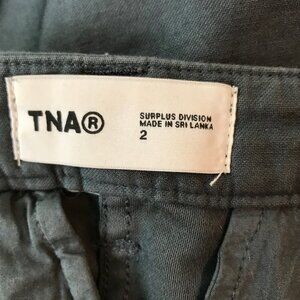 TNA®
SURPLUS DIVISION
MADE IN SRI LANKA
2